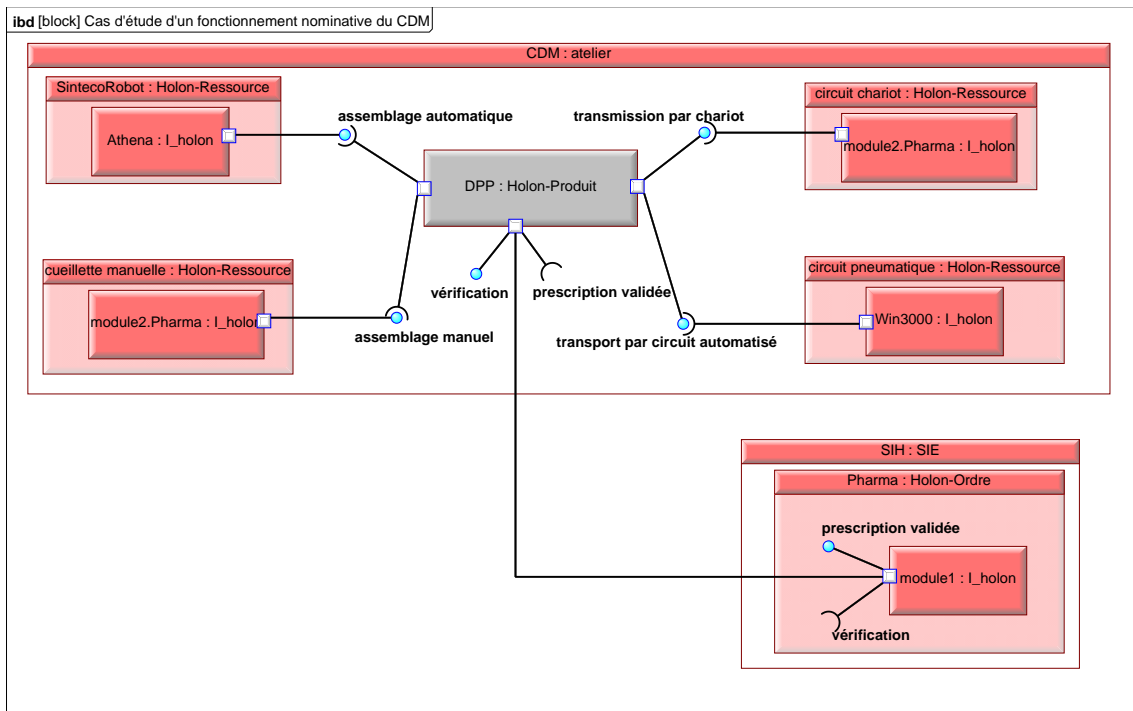 ibd [block] Cas d'étude d'un fonctionnement nominative du CDM
CDM : atelier
SintecoRobot : Holon-Ressource
Athena : I_holon
assemblage automatique
transmission par chariot
circuit chariot : Holon-Ressource
module2.Pharma : I_holon
DPP : Holon-Produit
cueillette manuelle : Holon-Ressource
module2.Pharma : I_holon
assemblage manuel
vérification
prescription validée
transport par circuit automatisé
circuit pneumatique : Holon-Ressource
Win3000 : I_holon
SIH : SIE
Pharma : Holon-Ordre
prescription validée
module1 : I_holon
vérification